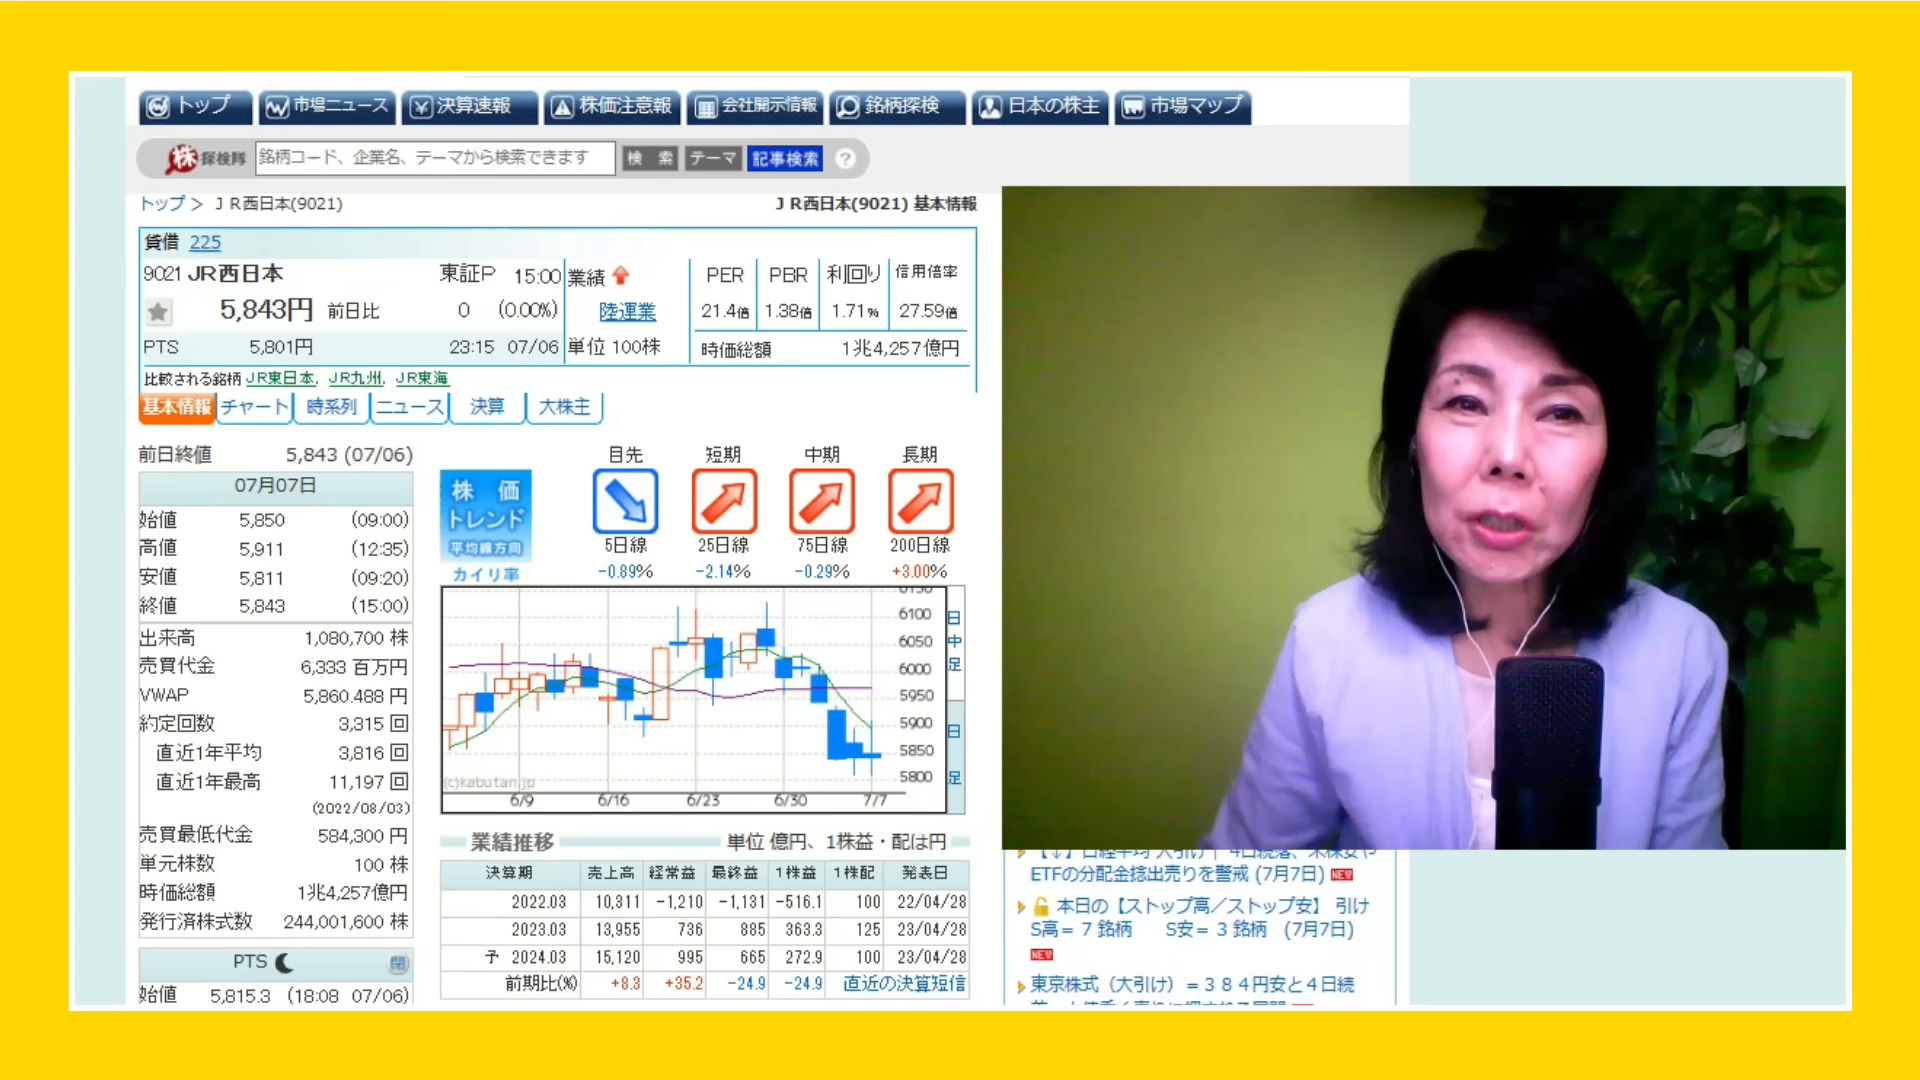 トップ 市場ニュース 決算速報 株価注意報 会社開示情報 銘柄探検 日本の株主 市場マップ
株探検隊 銘柄コード、企業名、テーマから検索できます 検 索 テーマ 記事検索 ?
トップ > ＪＲ西日本(9021)
ＪＲ西日本(9021) 基本情報
貸借 225
9021 JR西日本 東証P 15:00
5,843円 前日比 0 (0.00%)
PTS 5,801円 23:15 07/06
業績
陸運業
単位 100株
PER PBR 利回り 信用倍率
21.4倍 1.38倍 1.71% 27.59倍
時価総額 1兆4,257億円
比較される銘柄 JR東日本, JR九州, JR東海
基本情報 チャート 時系列 ニュース 決算 大株主
前日終値 5,843 (07/06)
07月07日
始値 5,850 (09:00)
高値 5,911 (12:35)
安値 5,811 (09:20)
終値 5,843 (15:00)
出来高 1,080,700 株
売買代金 6,333 百万円
VWAP 5,860.488 円
約定回数 3,315 回
直近1年平均 3,816 回
直近1年最高 11,197 回
(2022/08/03)
売買最低代金 584,300 円
単元株数 100 株
時価総額 1兆4,257億円
発行済株式数 244,001,600 株
PTS 閉
始値 5,815.3 (18:08 07/06)
株 価
トレンド
平均線方向
カイリ率
目先 短期 中期 長期
5日線 25日線 75日線 200日線
-0.89% -2.14% -0.29% +3.00%
6150
6100
6050
6000
5950
5900
5850
5800
(c)kabutan.jp
6/9 6/16 6/23 6/30 7/7
日
中
足
日
足
業績推移 単位 億円、1株益・配は円
決算期 売上高 経常益 最終益 1株益 1株配 発表日
2022.03 10,311 -1,210 -1,131 -516.1 100 22/04/28
2023.03 13,955 736 885 363.3 125 23/04/28
予 2024.03 15,120 995 665 272.9 100 23/04/28
前期比(%) +8.3 +35.2 -24.9 -24.9 直近の決算短信
【↓】日経平均 大引け｜ 4日続落、米株安や
ETFの分配金捻出売りを警戒 (7月7日) NEW
本日の【ストップ高／ストップ安】 引け
S高＝ 7 銘柄 S安＝ 3 銘柄 (7月7日)
NEW
東京株式（大引け）＝３８４円安と４日続